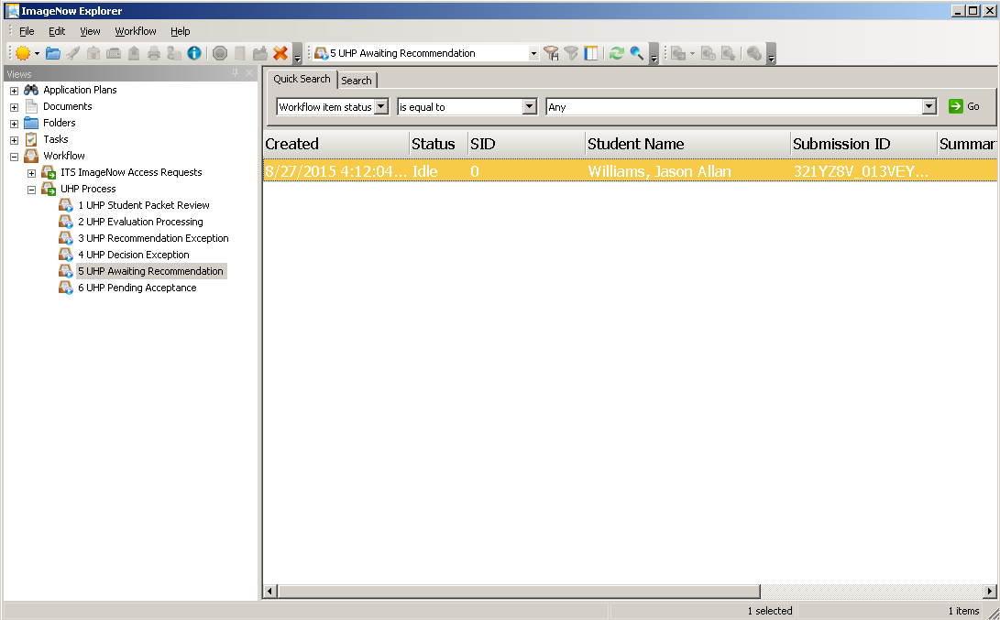 ImageNow Explorer
File Edit View Workflow Help
5 UHP Awaiting Recommendation
Views
Application Plans
Documents
Folders
Tasks
Workflow
ITS ImageNow Access Requests
UHP Process
1 UHP Student Packet Review
2 UHP Evaluation Processing
3 UHP Recommendation Exception
4 UHP Decision Exception
5 UHP Awaiting Recommendation
6 UHP Pending Acceptance
Quick Search Search
Workflow item status is equal to Any Go
Created Status SID Student Name Submission ID Summar
8/27/2015 4:12:04... Idle 0 Williams, Jason Allan 321YZ8V_013VEY...
1 selected 1 items